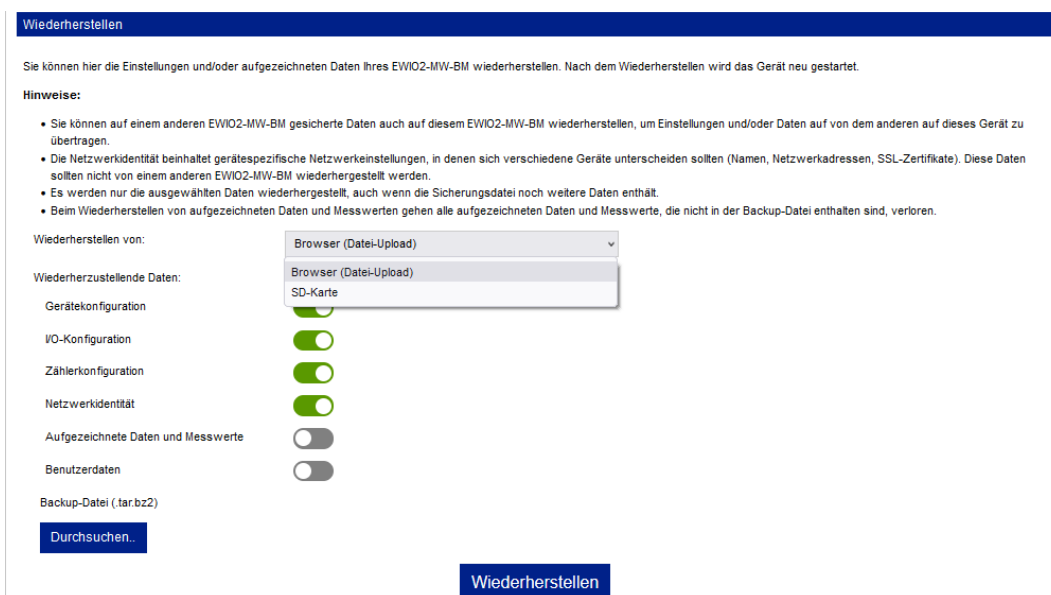 Wiederherstellen
Sie können hier die Einstellungen und/oder aufgezeichneten Daten Ihres EWIO2-MW-BM wiederherstellen. Nach dem Wiederherstellen wird das Gerät neu gestartet.
Hinweise:
• Sie können auf einem anderen EWIO2-MW-BM gesicherte Daten auch auf diesem EWIO2-MW-BM wiederherstellen, um Einstellungen und/oder Daten auf von dem anderen auf dieses Gerät zu
übertragen.
• Die Netzwerkidentität beinhaltet gerätespezifische Netzwerkeinstellungen, in denen sich verschiedene Geräte unterscheiden sollten (Namen, Netzwerkadressen, SSL-Zertifikate). Diese Daten
sollten nicht von einem anderen EWIO2-MW-BM wiederhergestellt werden.
• Es werden nur die ausgewählten Daten wiederhergestellt, auch wenn die Sicherungsdatei noch weitere Daten enthält.
• Beim Wiederherstellen von aufgezeichneten Daten und Messwerten gehen alle aufgezeichneten Daten und Messwerte, die nicht in der Backup-Datei enthalten sind, verloren.
Wiederherstellen von:
Browser (Datei-Upload)
Browser (Datei-Upload)
SD-Karte
Wiederherzustellende Daten:
Gerätekonfiguration
I/O-Konfiguration
Zählerkonfiguration
Netzwerkidentität
Aufgezeichnete Daten und Messwerte
Benutzerdaten
Backup-Datei (.tar.bz2)
Durchsuchen..
Wiederherstellen